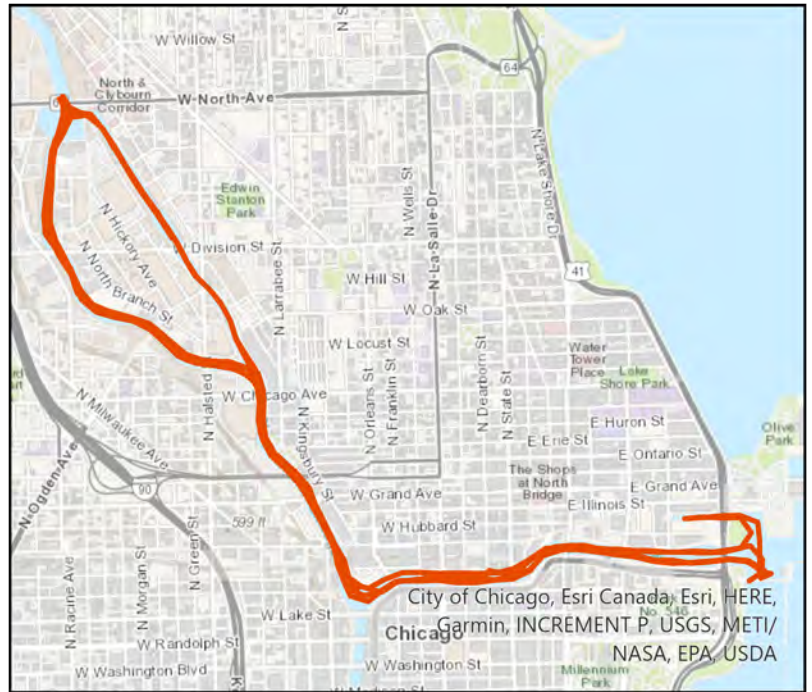 W Willow St
N S
64
North &
Clybourn
Corridor
W-North-Ave
N Lake Shore Dr
Edwin
Stanton
Park
N Wells St
N-La-Salle-Dr
N Hickory Ave
W Division St
N Larrabee St
W Hill St
41
N North Branch St
W Oak St
W Locust St
Water
Tower
Place
Lake
Shore Park
N Halsted
W Chicago Ave
N Orleans St
N Franklin St
N Dearborn St
N State St
N Milwaukee Ave
N Kingsbury St
E Huron St
Olive
Park
E Erie St
E Ontario St
N-Ogden-Ave
90
The Shops
at North
Bridge
W Grand Ave
E Grand Ave
E Illinois St
599 ft
W Hubbard St
N Racine Ave
N Morgan St
N Green St
W Lake St
No. 546
City of Chicago, Esri Canada, Esri, HERE,
Garmin, INCREMENT P, USGS, METI/
NASA, EPA, USDA
Chicago
W Randolph St
W Washington Blvd
W Washington St
Millennium
Park